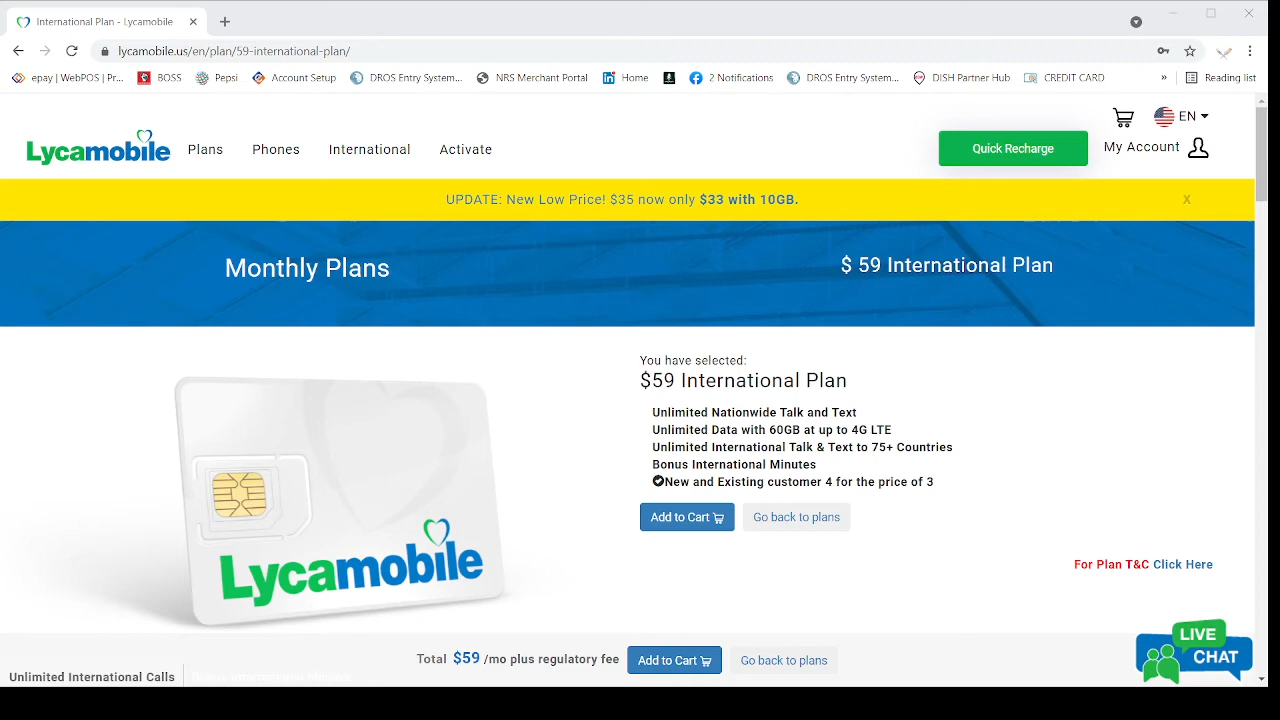 International Plan - Lycamobile
lycamobile.us/en/plan/59-international-plan/
epay | WebPOS | Pr... BOSS Pepsi Account Setup DROS Entry System... NRS Merchant Portal Home 2 Notifications DROS Entry System... DISH Partner Hub CREDIT CARD » Reading list
EN
Lycamobile Plans Phones International Activate Quick Recharge My Account
UPDATE: New Low Price! $35 now only $33 with 10GB. X
Monthly Plans $ 59 International Plan
You have selected:
$59 International Plan
Unlimited Nationwide Talk and Text
Unlimited Data with 60GB at up to 4G LTE
Unlimited International Talk & Text to 75+ Countries
Bonus International Minutes
New and Existing customer 4 for the price of 3
Add to Cart Go back to plans
Lycamobile
For Plan T&C Click Here
LIVE CHAT
Total $59 /mo plus regulatory fee Add to Cart Go back to plans
Unlimited International Calls Bonus International Minutes